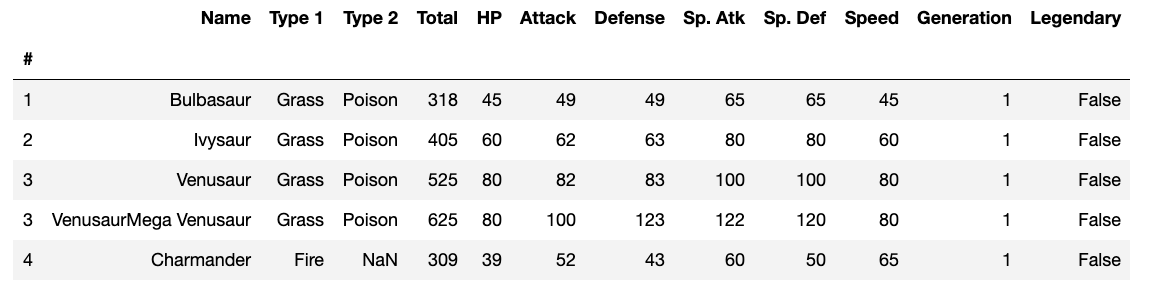 Name Type 1 Type 2 Total HP Attack Defense Sp. Atk Sp. Def Speed Generation Legendary
#
1 Bulbasaur Grass Poison 318 45 49 49 65 65 45 1 False
2 Ivysaur Grass Poison 405 60 62 63 80 80 60 1 False
3 Venusaur Grass Poison 525 80 82 83 100 100 80 1 False
3 VenusaurMega Venusaur Grass Poison 625 80 100 123 122 120 80 1 False
4 Charmander Fire NaN 309 39 52 43 60 50 65 1 False